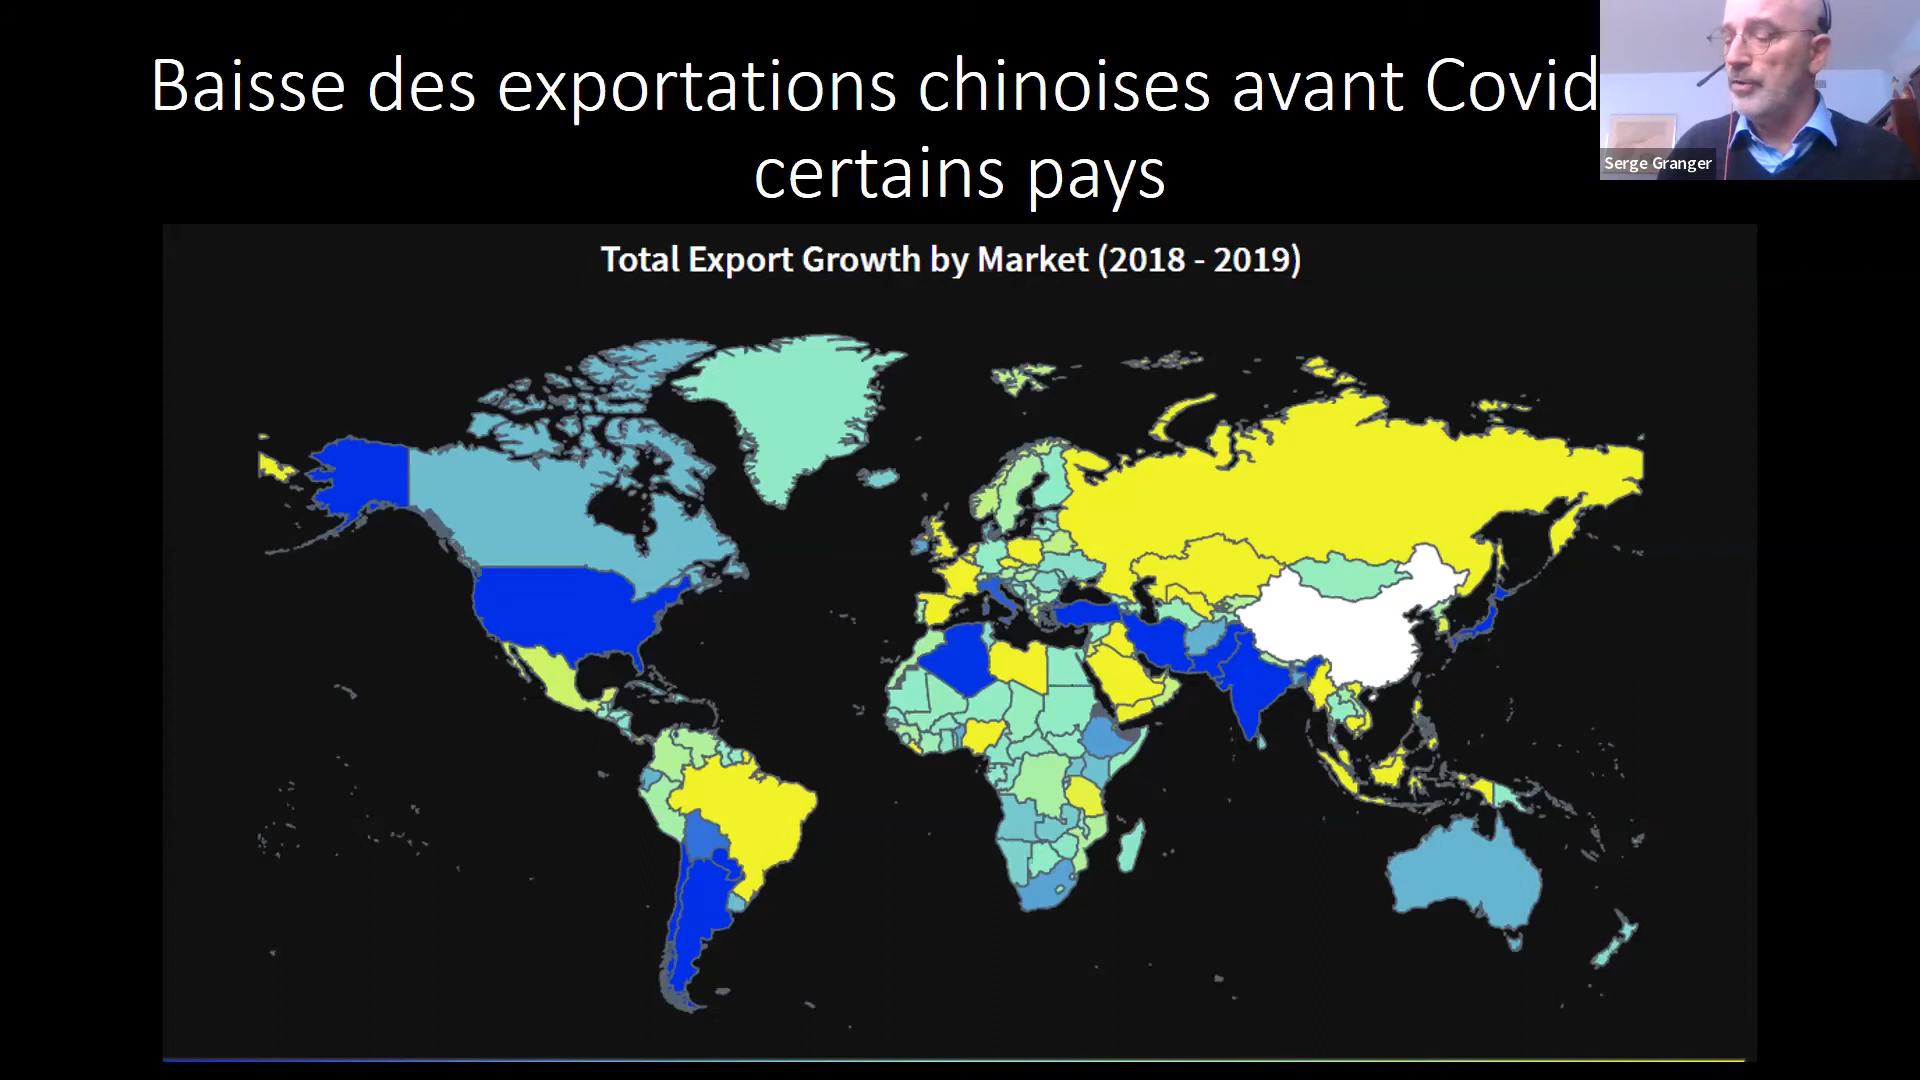 Baisse des exportations chinoises avant Covid
certains pays
Serge Granger
Total Export Growth by Market (2018 - 2019)